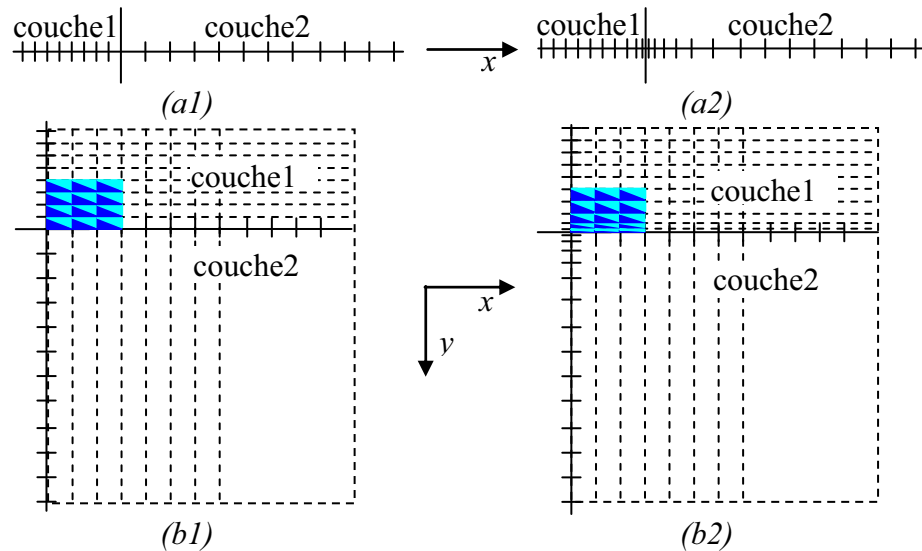 couche1 couche2 x couche1 couche2
(a1) (a2)
couche1 couche1
couche2 couche2
x
y
(b1) (b2)